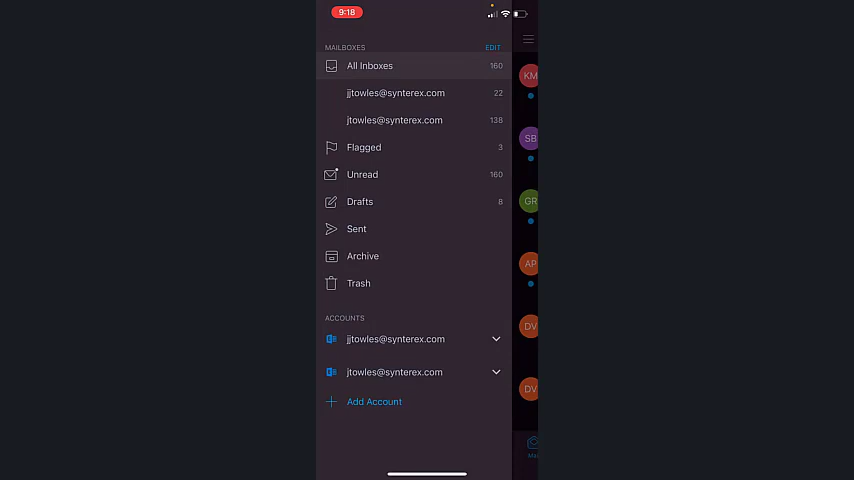 9:18
MAILBOXES EDIT
All Inboxes 160
jjtowles@synterex.com 22
jtowles@synterex.com 138
Flagged 3
Unread 160
Drafts 8
Sent
Archive
Trash
ACCOUNTS
jjtowles@synterex.com
jtowles@synterex.com
Add Account
KM
SB
GR
AP
DV
DV